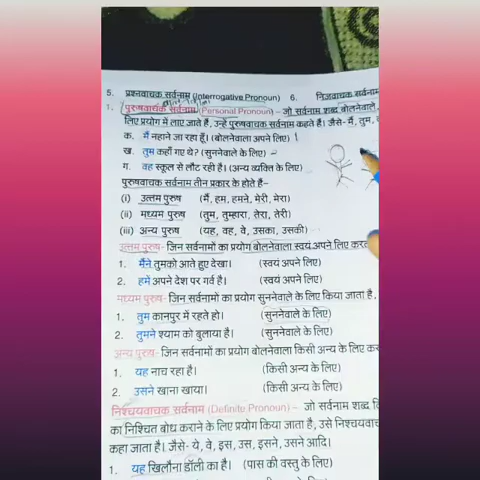 5. प्रश्नवाचक सर्वनाम (Interrogative Pronoun) 6. निजवाचक सर्वनाम
1. पुरुषवाचक सर्वनाम (Personal Pronoun) – जो सर्वनाम शब्द बोलनेवाले,
लिए प्रयोग में लाए जाते हैं, उन्हें पुरुषवाचक सर्वनाम कहते हैं। जैसे- मैं, तुम,
क. मैं नहाने जा रहा हूँ। (बोलनेवाला अपने लिए)
ख. तुम कहाँ गए थे? (सुननेवाले के लिए)
ग. वह स्कूल से लौट रही है। (अन्य व्यक्ति के लिए)
पुरुषवाचक सर्वनाम तीन प्रकार के होते हैं–
(i) उत्तम पुरुष (मैं, हम, हमने, मेरी, मेरा)
(ii) मध्यम पुरुष (तुम, तुम्हारा, तेरा, तेरी)
(iii) अन्य पुरुष (यह, वह, वे, उसका, उसकी)
उत्तम पुरुष- जिन सर्वनामों का प्रयोग बोलनेवाला स्वयं अपने लिए
1. मैंने तुमको आते हुए देखा। (स्वयं अपने लिए)
2. हमें अपने देश पर गर्व है। (स्वयं अपने लिए)
मध्यम पुरुष- जिन सर्वनामों का प्रयोग सुननेवाले के लिए किया जाता है,
1. तुम कानपुर में रहते हो। (सुननेवाले के लिए)
2. तुमने श्याम को बुलाया है। (सुननेवाले के लिए)
अन्य पुरुष- जिन सर्वनामों का प्रयोग बोलनेवाला किसी अन्य के लिए
1. यह नाच रहा है। (किसी अन्य के लिए)
2. उसने खाना खाया। (किसी अन्य के लिए)
निश्चयवाचक सर्वनाम (Definite Pronoun) – जो सर्वनाम शब्द
का निश्चित बोध कराने के लिए प्रयोग किया जाता है, उसे निश्चयवाच
कहा जाता है। जैसे- ये, वे, इस, उस, इसने, उसने आदि।
1. यह खिलौना डॉली का है। (पास की वस्तु के लिए)